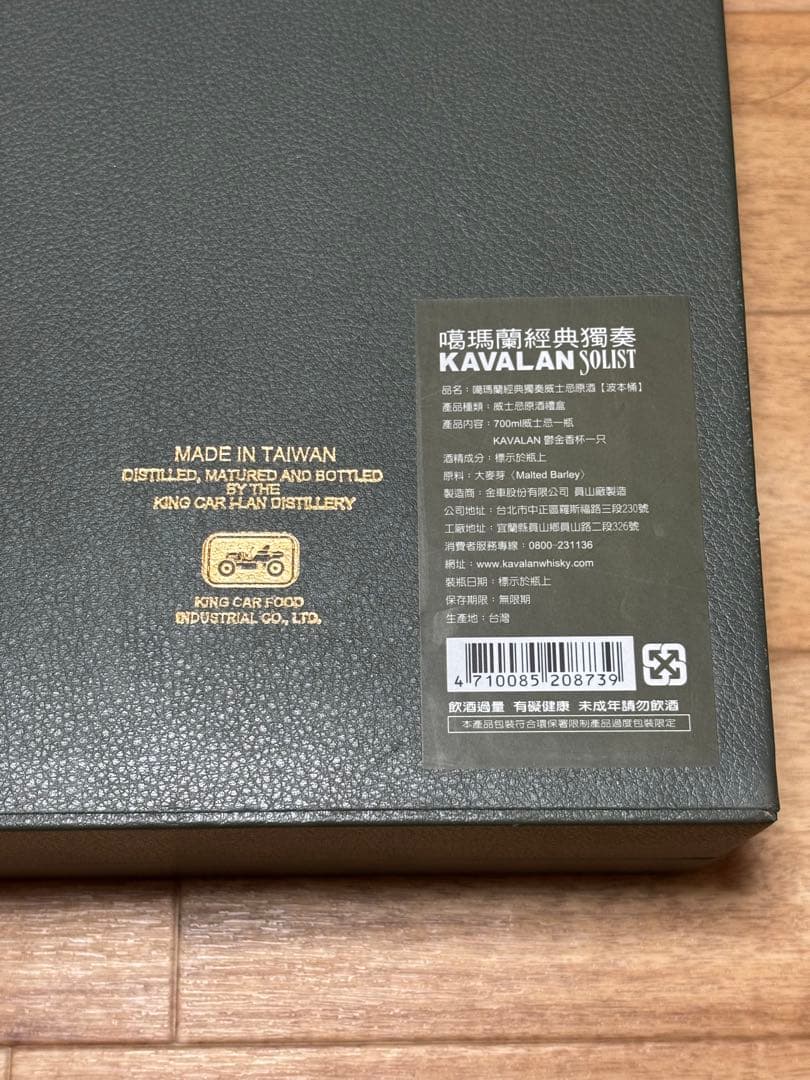 MADE IN TAIWAN
DISTILLED, MATURED AND BOTTLED
BY THE
KING CAR I-LAN DISTILLERY
KING CAR FOOD
INDUSTRIAL CO., LTD.
噶瑪蘭經典獨奏
KAVALAN SOLIST
品名：噶瑪蘭經典獨奏威士忌原酒【波本桶】
產品種類：威士忌原酒禮盒
產品內容：700ml威士忌一瓶
KAVALAN 鬱金香杯一只
酒精成分：標示於瓶上
原料：大麥芽〈Malted Barley〉
製造商：金車股份有限公司 員山廠製造
公司地址：台北市中正區羅斯福路三段230號
工廠地址：宜蘭縣員山鄉員山路二段326號
消費者服務專線：0800-231136
網址：www.kavalanwhisky.com
裝瓶日期：標示於瓶上
保存期限：無限期
生產地：台灣
4 710085 208739
飲酒過量 有礙健康 未成年請勿飲酒
本產品包裝符合環保署限制產品過度包裝限定